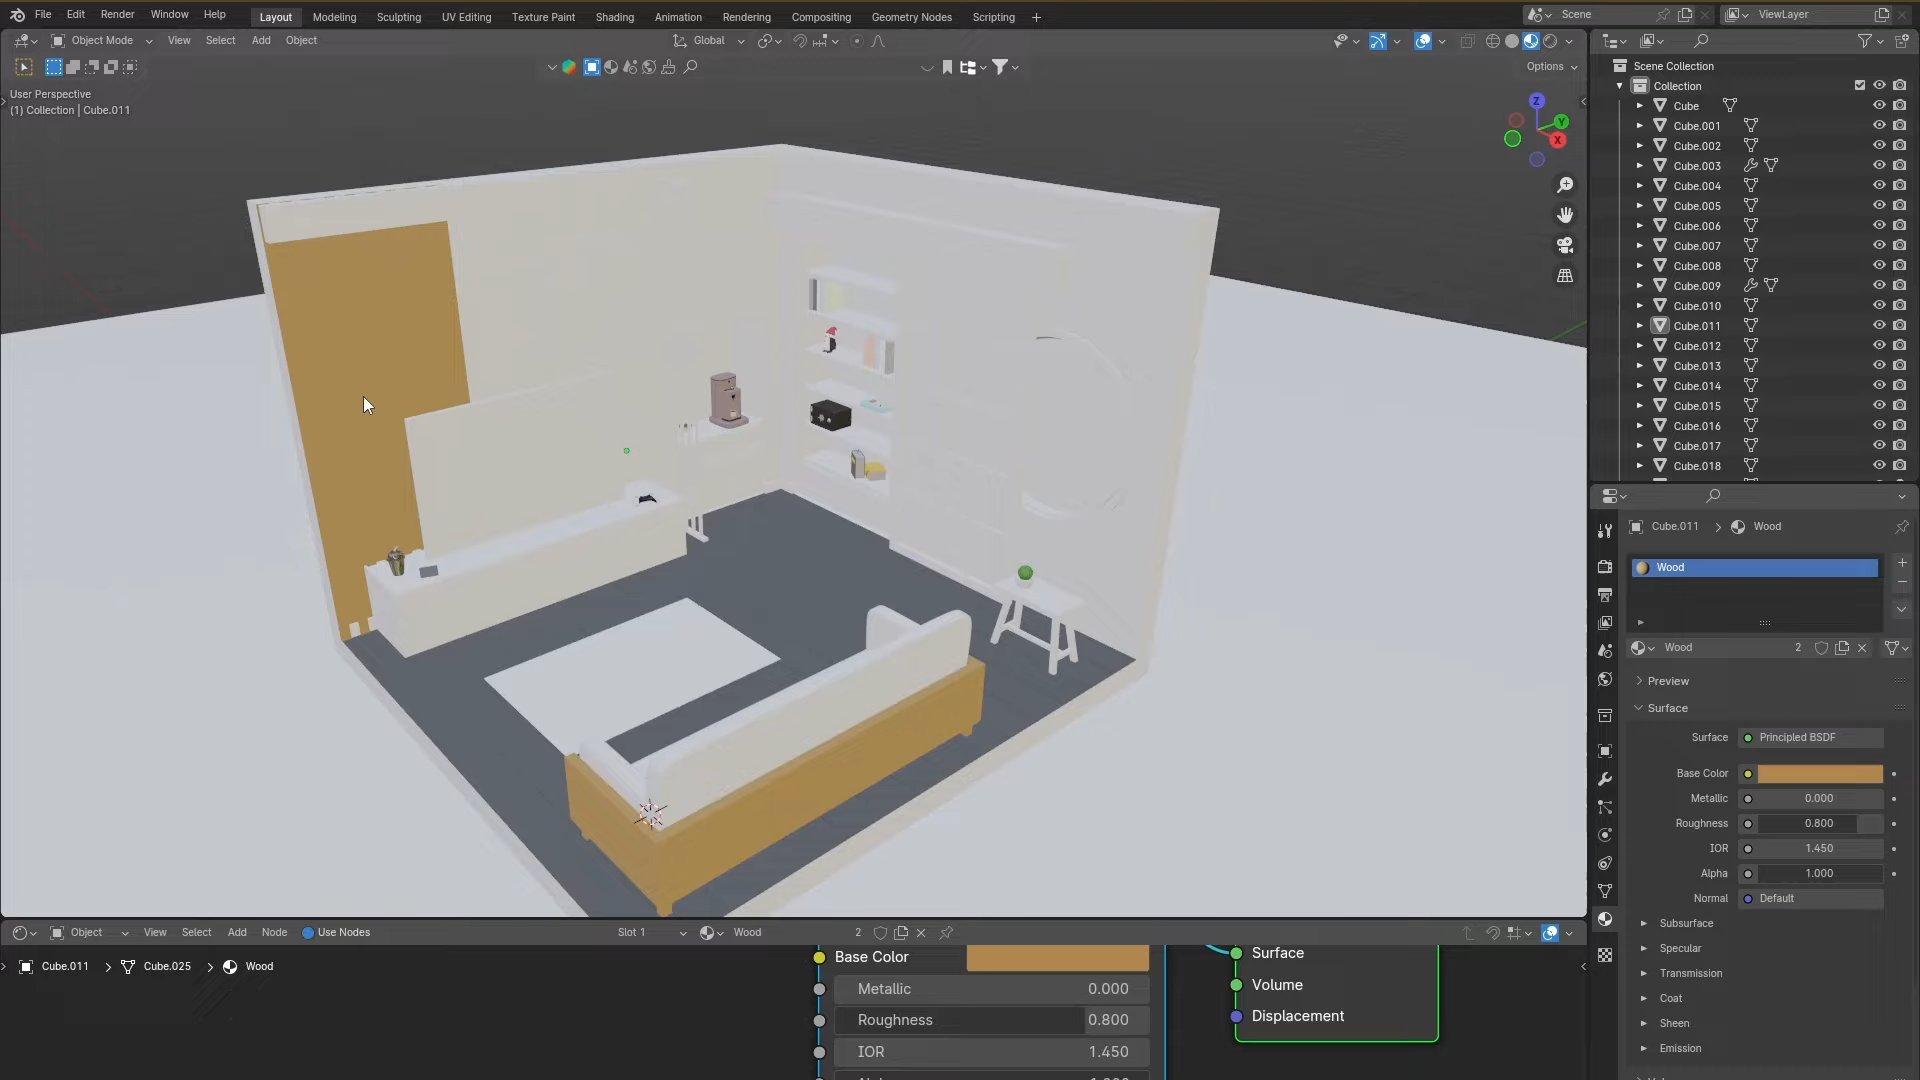 File Edit Render Window Help Layout Modeling Sculpting UV Editing Texture Paint Shading Animation Rendering Compositing Geometry Nodes Scripting + Scene ViewLayer
Object Mode View Select Add Object Global
Options
User Perspective
(1) Collection | Cube.011
Z
Y
X
Scene Collection
Collection
Cube
Cube.001
Cube.002
Cube.003
Cube.004
Cube.005
Cube.006
Cube.007
Cube.008
Cube.009
Cube.010
Cube.011
Cube.012
Cube.013
Cube.014
Cube.015
Cube.016
Cube.017
Cube.018
Cube.011 > Wood
Wood
Wood 2
Preview
Surface
Surface Principled BSDF
Base Color
Metallic 0.000
Roughness 0.800
IOR 1.450
Alpha 1.000
Normal Default
Subsurface
Specular
Transmission
Coat
Sheen
Emission
Object View Select Add Node Use Nodes Slot 1 Wood 2
Cube.011 > Cube.025 > Wood
Base Color
Metallic 0.000
Roughness 0.800
IOR 1.450
Surface
Volume
Displacement